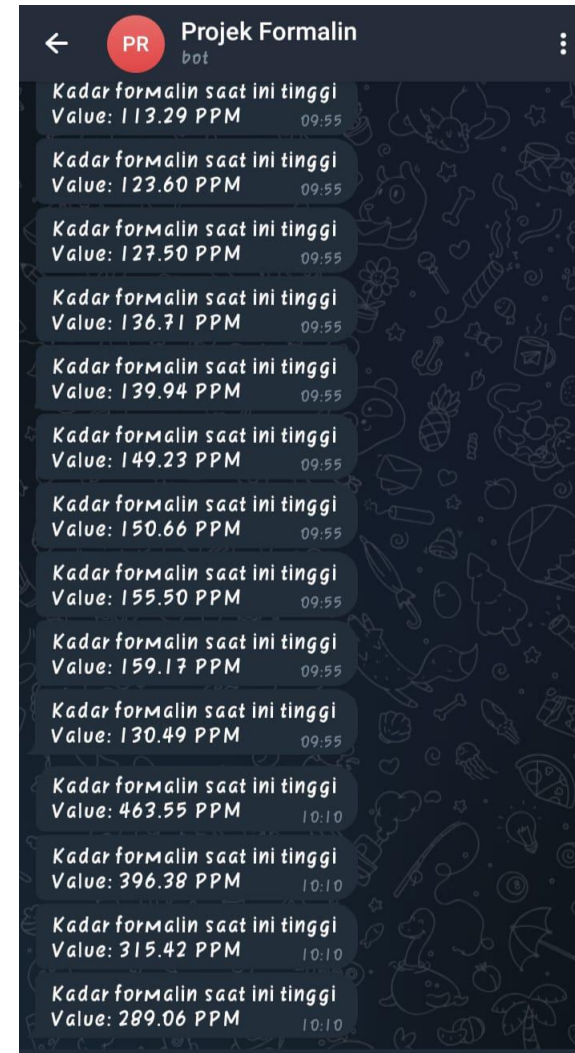 PR
Projek Formalin
bot
Kadar formalin saat ini tinggi
Value: 113.29 PPM 09:55
Kadar formalin saat ini tinggi
Value: 123.60 PPM 09:55
Kadar formalin saat ini tinggi
Value: 127.50 PPM 09:55
Kadar formalin saat ini tinggi
Value: 136.71 PPM 09:55
Kadar formalin saat ini tinggi
Value: 139.94 PPM 09:55
Kadar formalin saat ini tinggi
Value: 149.23 PPM 09:55
Kadar formalin saat ini tinggi
Value: 150.66 PPM 09:55
Kadar formalin saat ini tinggi
Value: 155.50 PPM 09:55
Kadar formalin saat ini tinggi
Value: 159.17 PPM 09:55
Kadar formalin saat ini tinggi
Value: 130.49 PPM 09:55
Kadar formalin saat ini tinggi
Value: 463.55 PPM 10:10
Kadar formalin saat ini tinggi
Value: 396.38 PPM 10:10
Kadar formalin saat ini tinggi
Value: 315.42 PPM 10:10
Kadar formalin saat ini tinggi
Value: 289.06 PPM 10:10